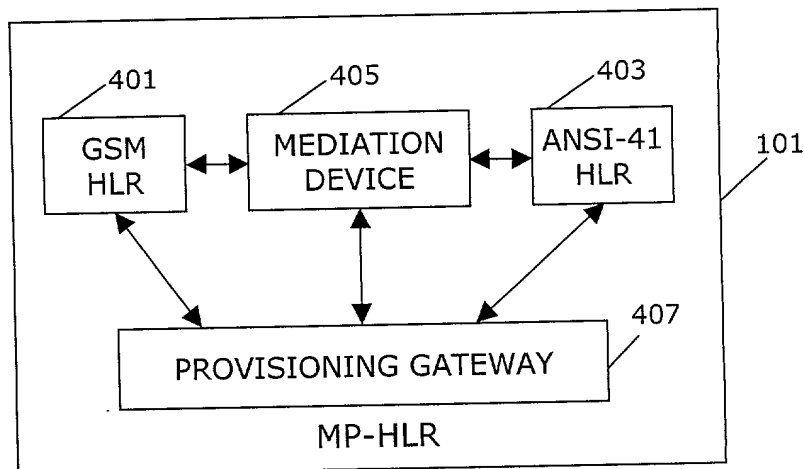 401
405
403
GSM
HLR
MEDIATION
DEVICE
ANSI-41
HLR
101
407
PROVISIONING GATEWAY
MP-HLR